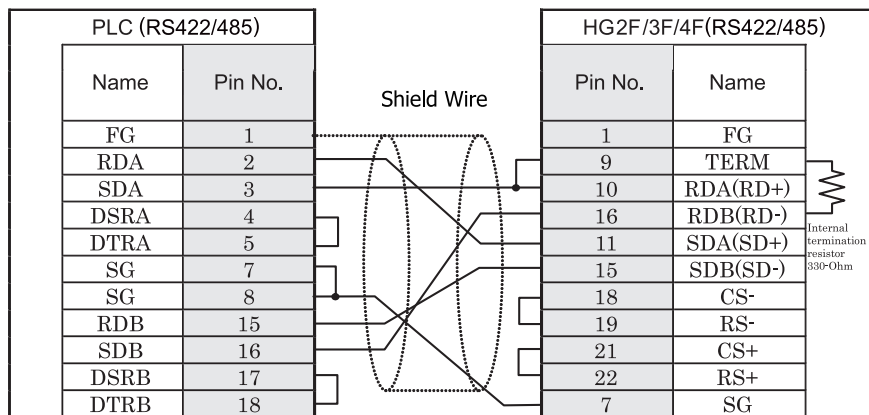 PLC (RS422/485)
Name Pin No.
FG 1
RDA 2
SDA 3
DSRA 4
DTRA 5
SG 7
SG 8
RDB 15
SDB 16
DSRB 17
DTRB 18
Shield Wire
HG2F/3F/4F(RS422/485)
Pin No. Name
1 FG
9 TERM
10 RDA(RD+)
16 RDB(RD-)
11 SDA(SD+)
15 SDB(SD-)
18 CS-
19 RS-
21 CS+
22 RS+
7 SG
Internal
termination
resistor
330-Ohm